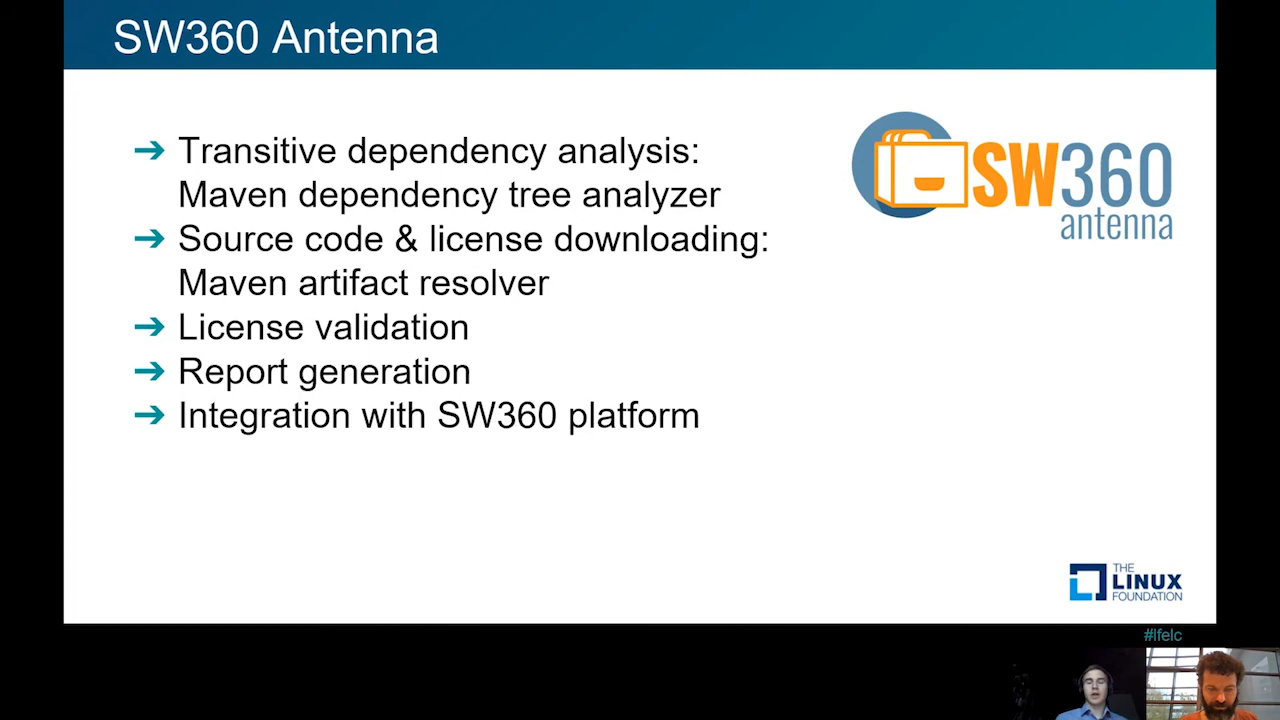 SW360 Antenna
➔ Transitive dependency analysis:
Maven dependency tree analyzer
➔ Source code & license downloading:
Maven artifact resolver
➔ License validation
➔ Report generation
➔ Integration with SW360 platform
SW360
antenna
THE
LINUX
FOUNDATION
#lfelc